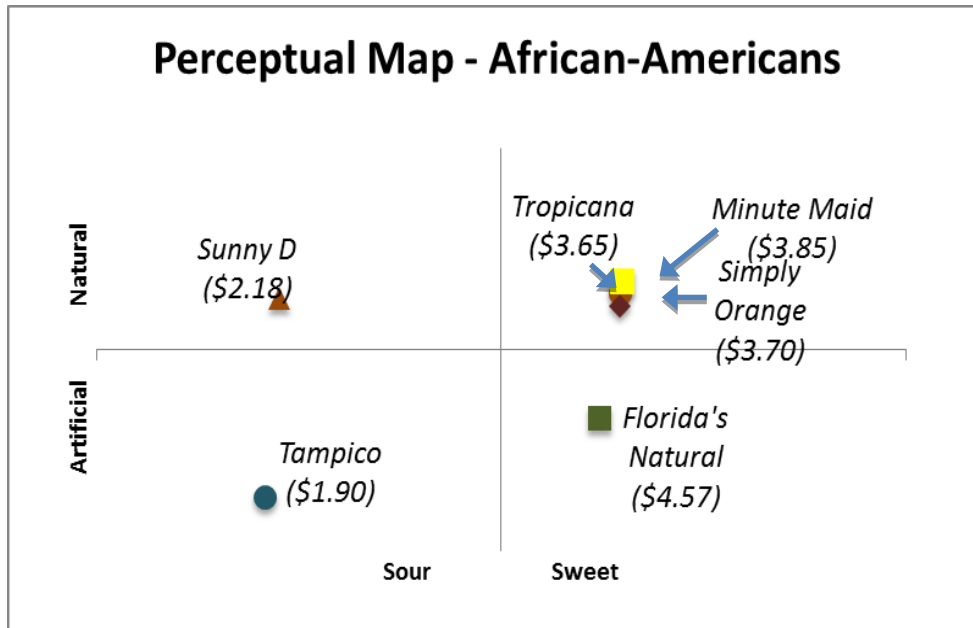 Perceptual Map - African-Americans
Natural
Artificial
Sunny D
($2.18)
Tropicana
($3.65)
Minute Maid
($3.85)
Simply
Orange
($3.70)
Tampico
($1.90)
Florida's
Natural
($4.57)
Sour
Sweet